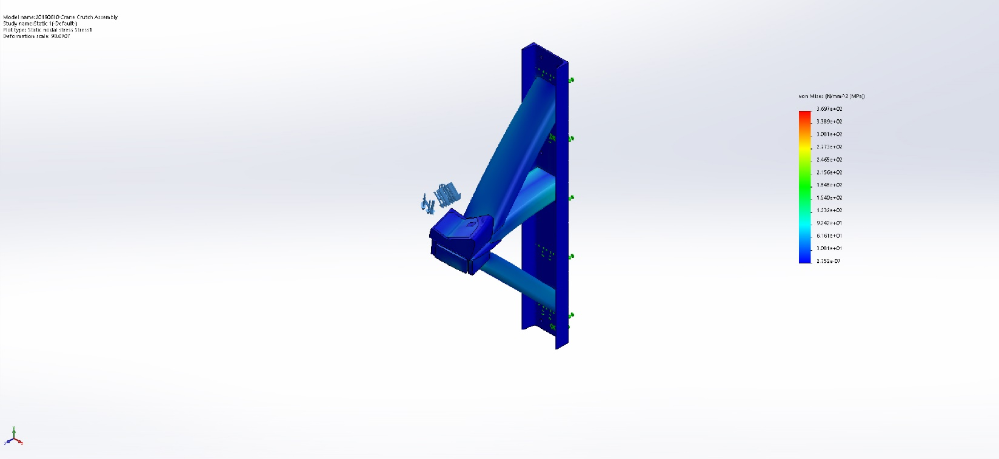 Model name:20190610 Crane Crutch Assembly
Study name:Static 1(-Default-)
Plot type: Static nodal stress Stress1
Deformation scale: 93.0707
von Mises (N/mm^2 (MPa))
3.697e+02
3.389e+02
3.081e+02
2.773e+02
2.465e+02
2.156e+02
1.848e+02
1.540e+02
1.232e+02
9.242e+01
6.161e+01
3.081e+01
2.752e-07
Y
Z
X